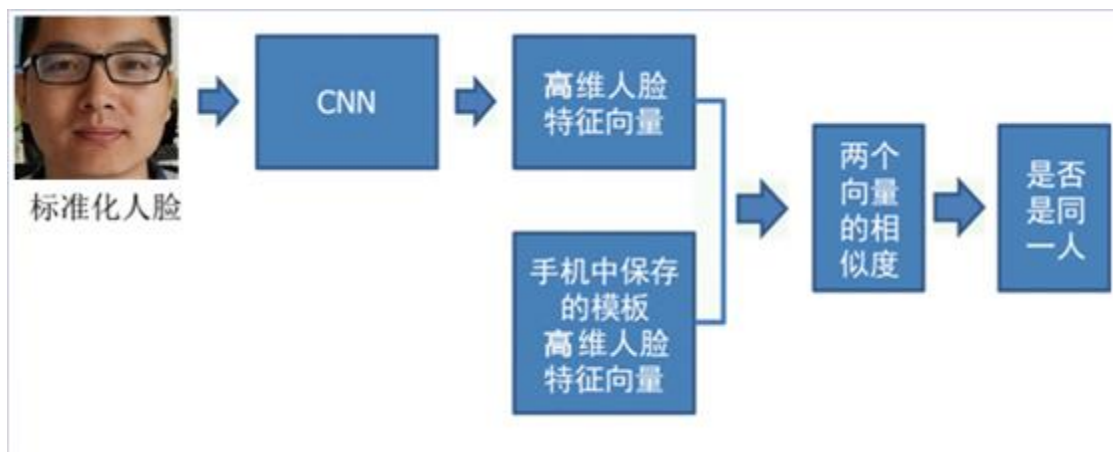 标准化人脸
CNN
高维人脸
特征向量
手机中保存
的模板
高维人脸
特征向量
两个
向量
的相
似度
是否
是同
一人